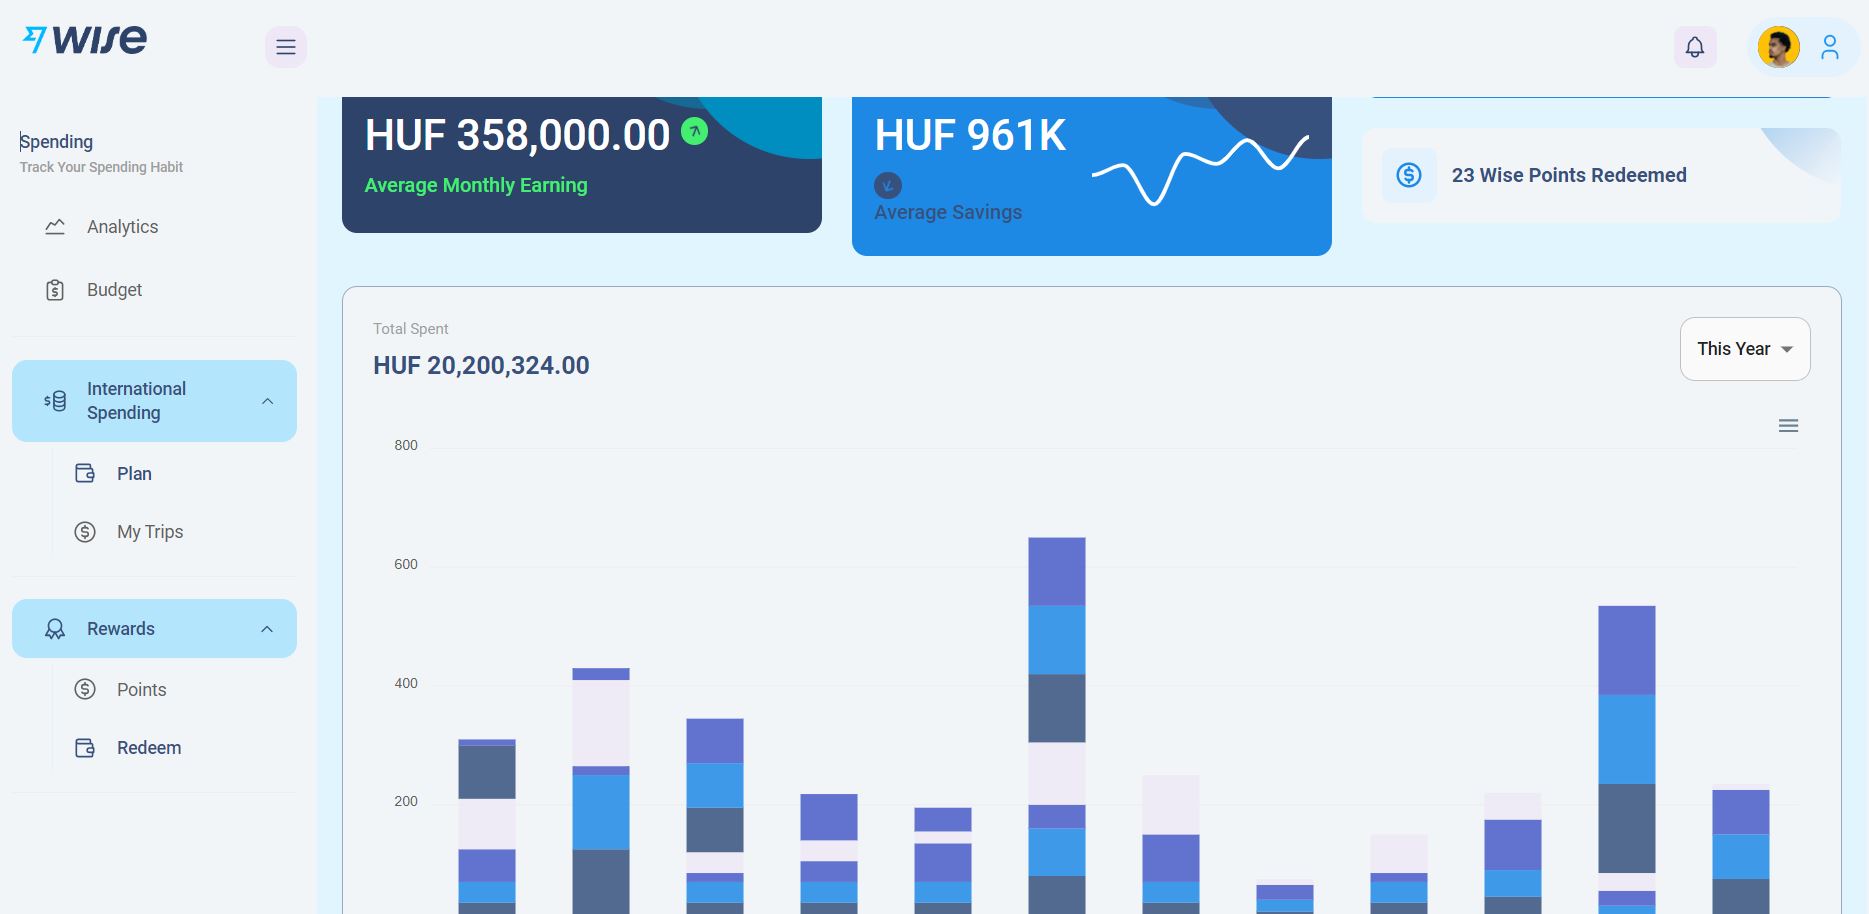 wise
Spending
Track Your Spending Habit
Analytics
Budget
International
Spending
Plan
My Trips
Rewards
Points
Redeem
HUF 358,000.00
Average Monthly Earning
HUF 961K
Average Savings
23 Wise Points Redeemed
Total Spent
HUF 20,200,324.00
This Year
800
600
400
200